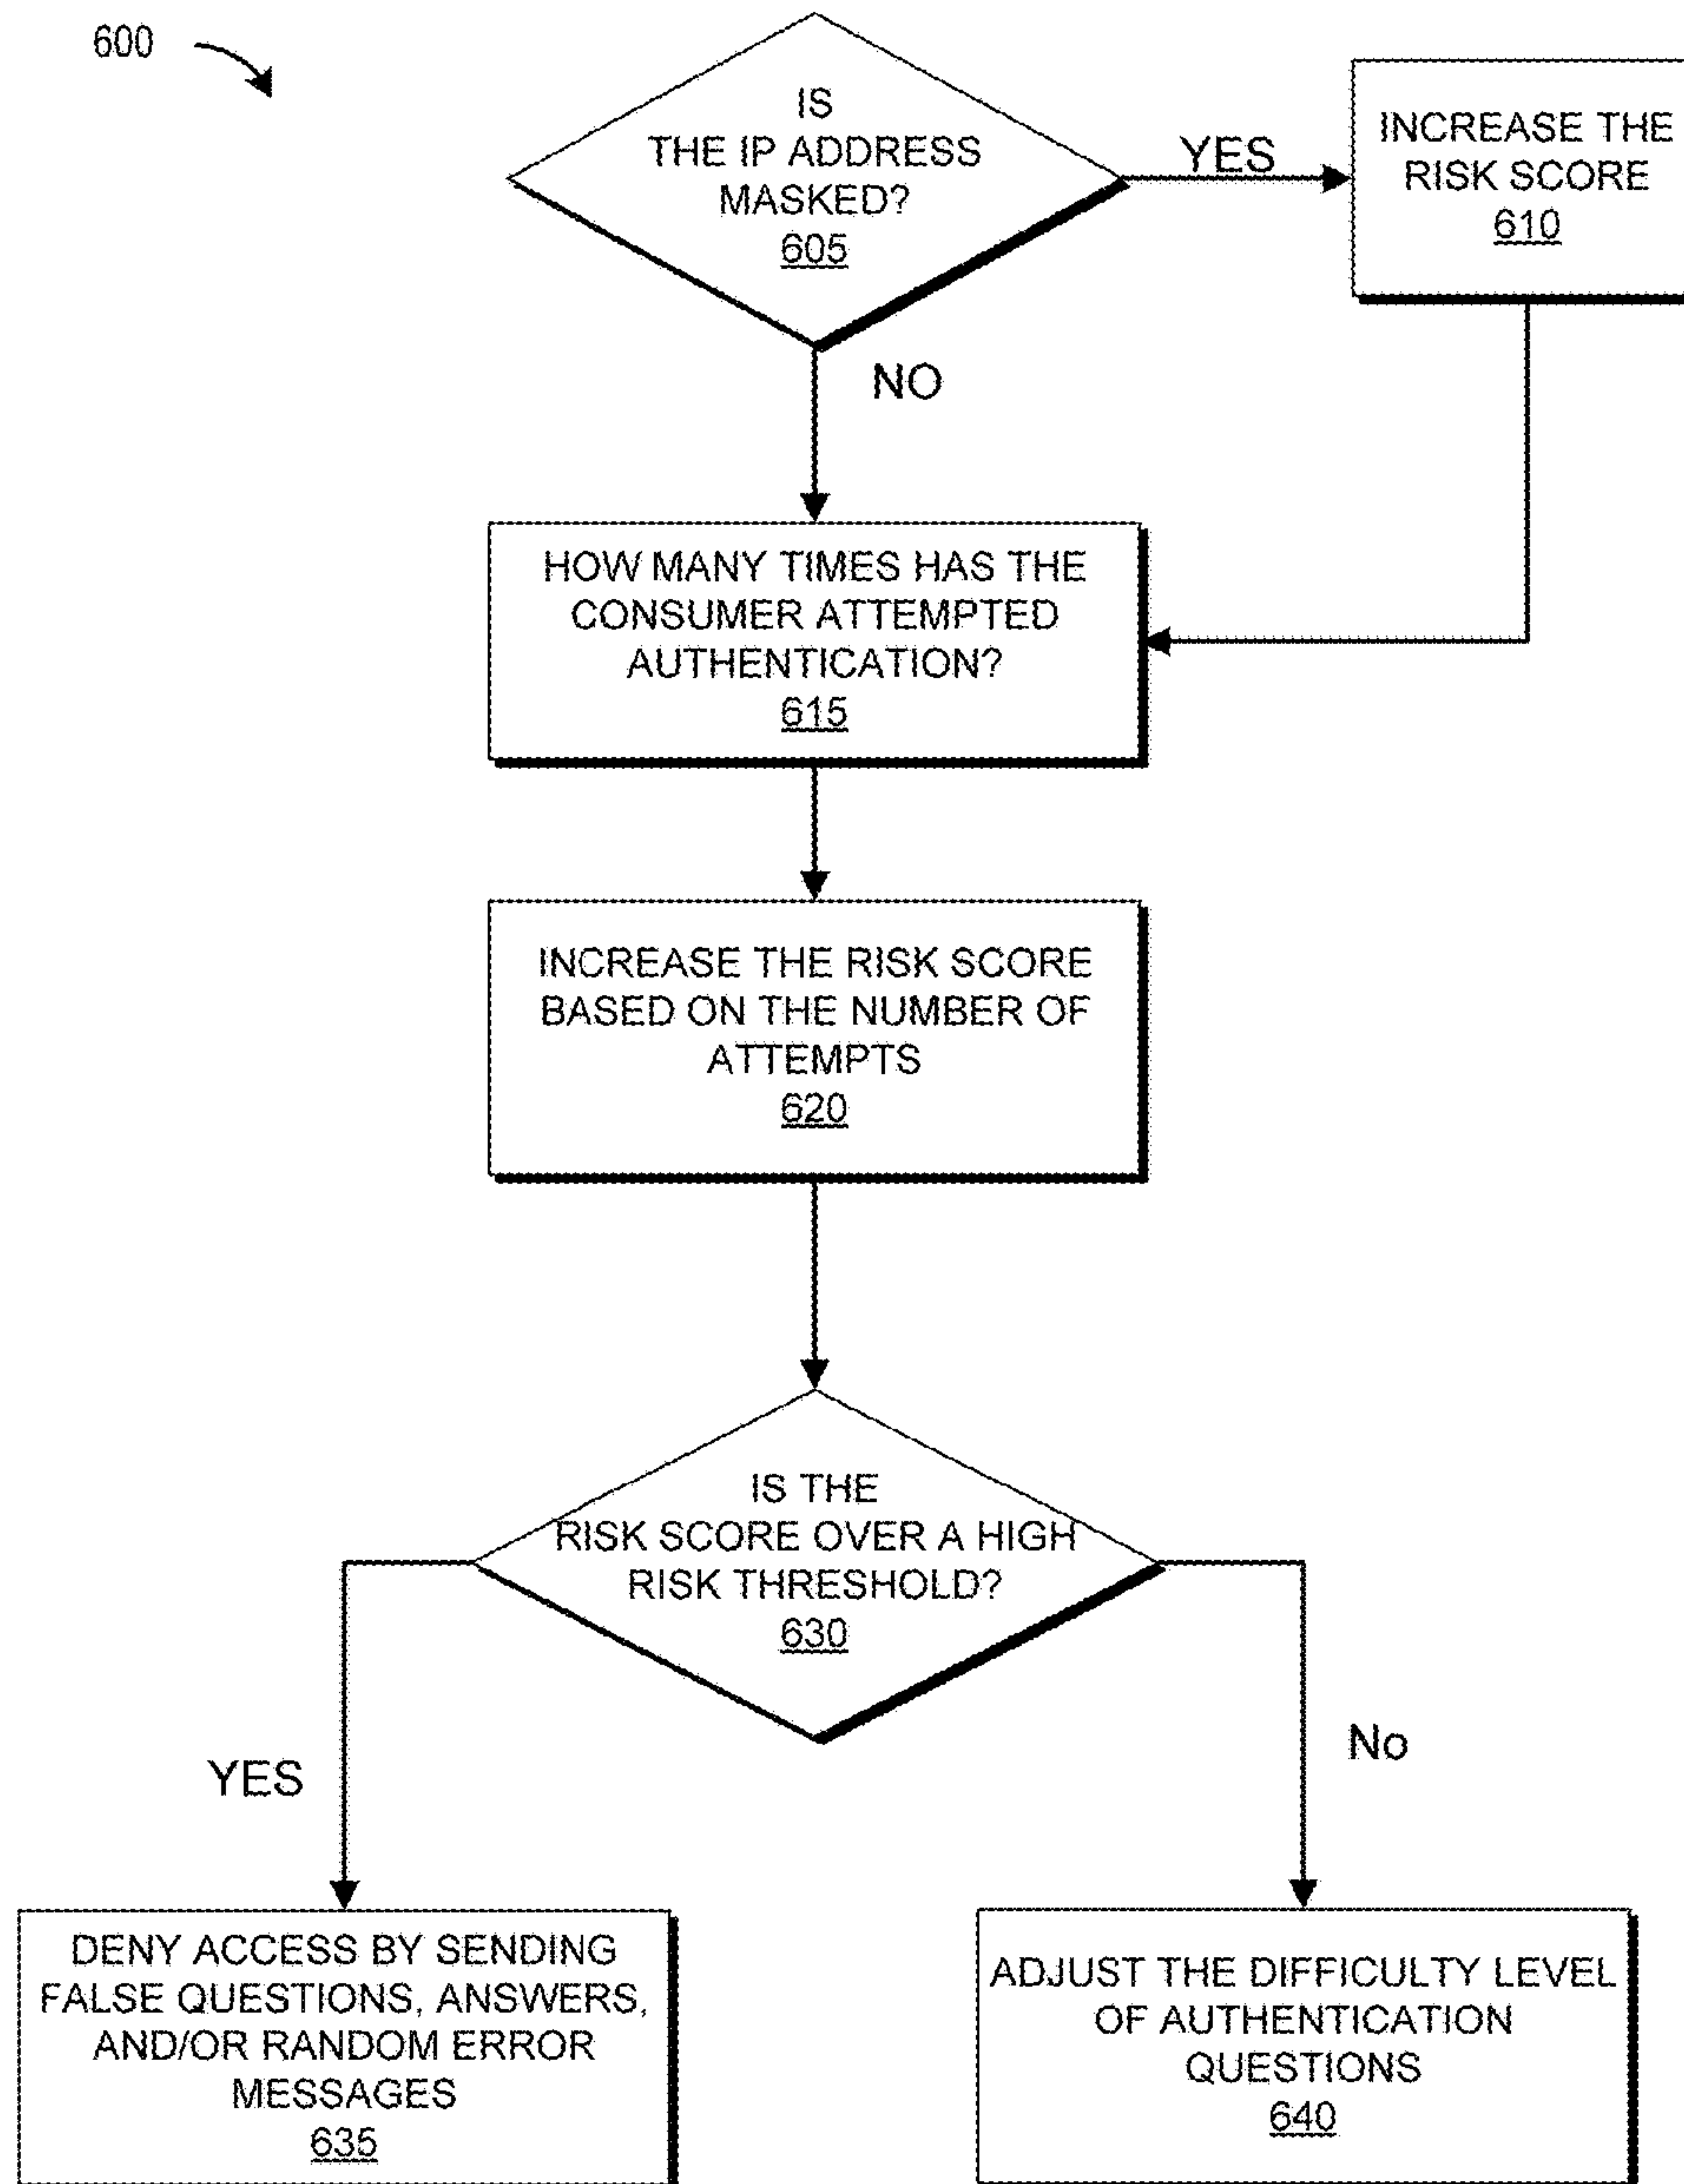 600
IS
THE IP ADDRESS
MASKED?
605
YES
INCREASE THE
RISK SCORE
610
NO
HOW MANY TIMES HAS THE
CONSUMER ATTEMPTED
AUTHENTICATION?
615
INCREASE THE RISK SCORE
BASED ON THE NUMBER OF
ATTEMPTS
620
IS THE
RISK SCORE OVER A HIGH
RISK THRESHOLD?
630
YES
No
DENY ACCESS BY SENDING
FALSE QUESTIONS, ANSWERS,
AND/OR RANDOM ERROR
MESSAGES
635
ADJUST THE DIFFICULTY LEVEL
OF AUTHENTICATION
QUESTIONS
640